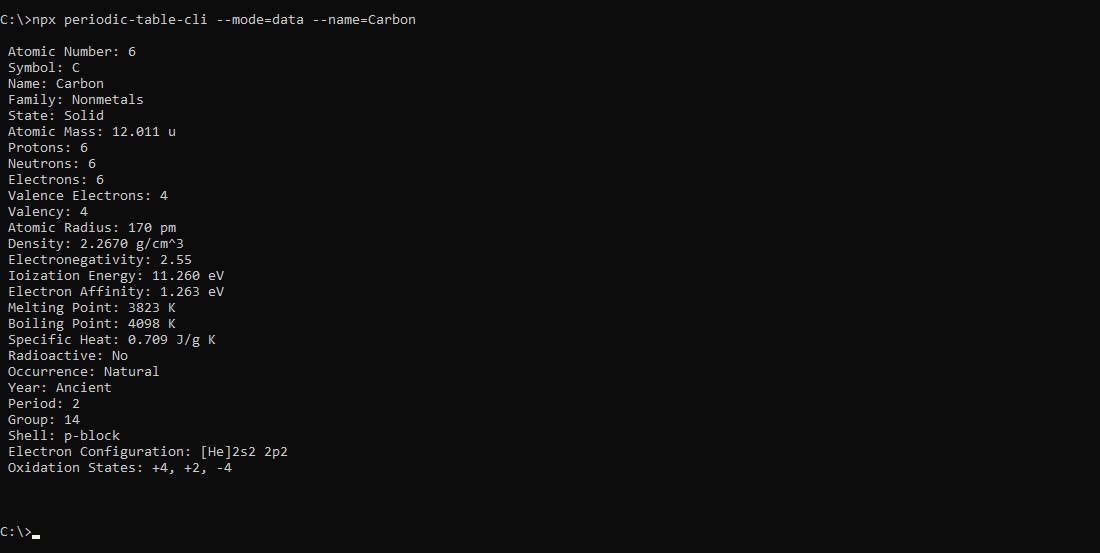 C:\>npx periodic-table-cli --mode=data --name=Carbon
Atomic Number: 6
Symbol: C
Name: Carbon
Family: Nonmetals
State: Solid
Atomic Mass: 12.011 u
Protons: 6
Neutrons: 6
Electrons: 6
Valence Electrons: 4
Valency: 4
Atomic Radius: 170 pm
Density: 2.2670 g/cm^3
Electronegativity: 2.55
Ioization Energy: 11.260 eV
Electron Affinity: 1.263 eV
Melting Point: 3823 K
Boiling Point: 4098 K
Specific Heat: 0.709 J/g K
Radioactive: No
Occurrence: Natural
Year: Ancient
Period: 2
Group: 14
Shell: p-block
Electron Configuration: [He]2s2 2p2
Oxidation States: +4, +2, -4
C:\>